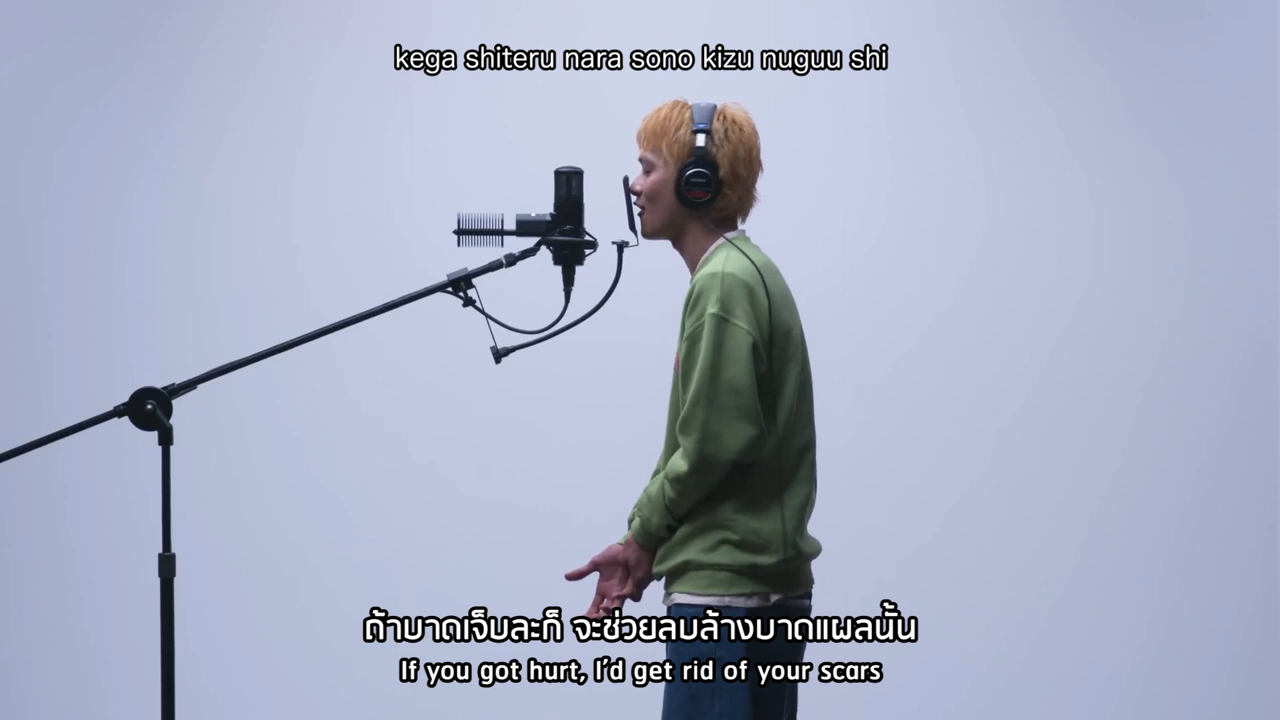 kega shiteru nara sono kizu nuguu shi
ถ้าบาดเจ็บละก็ จะช่วยลบล้างบาดแผลนั้น
If you got hurt, I'd get rid of your scars